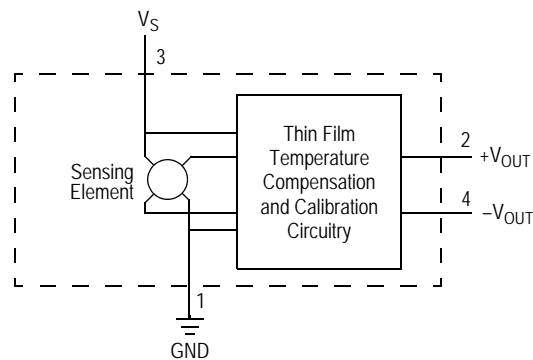 VS
3
Thin Film
Temperature
Compensation
and Calibration
Circuitry
Sensing
Element
2
+VOUT
4
–VOUT
1
GND